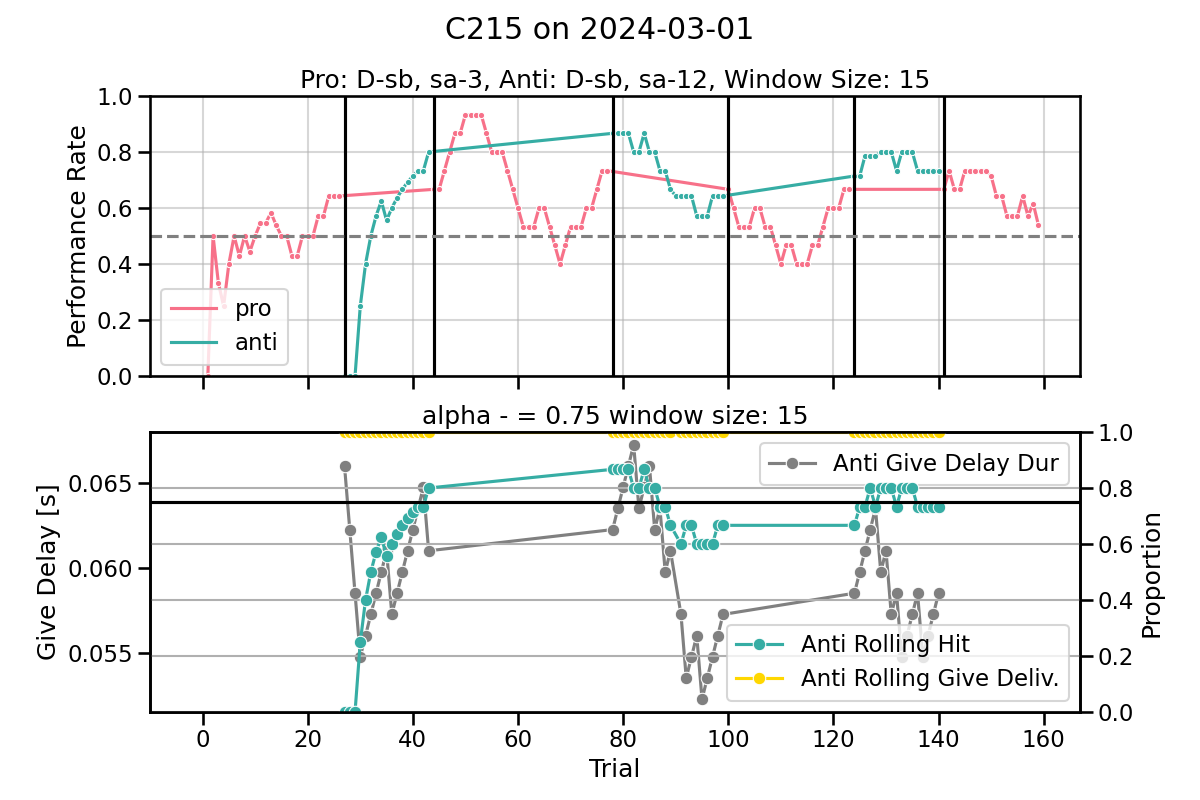 C215 on 2024-03-01
Pro: D-sb, sa-3, Anti: D-sb, sa-12, Window Size: 15
Performance Rate
1.0
0.8
0.6
0.4
0.2
0.0
pro
anti
alpha - = 0.75 window size: 15
Give Delay [s]
0.065
0.060
0.055
Anti Give Delay Dur
Anti Rolling Hit
Anti Rolling Give Deliv.
1.0
0.8
0.6
0.4
0.2
0.0
Proportion
0 20 40 60 80 100 120 140 160
Trial